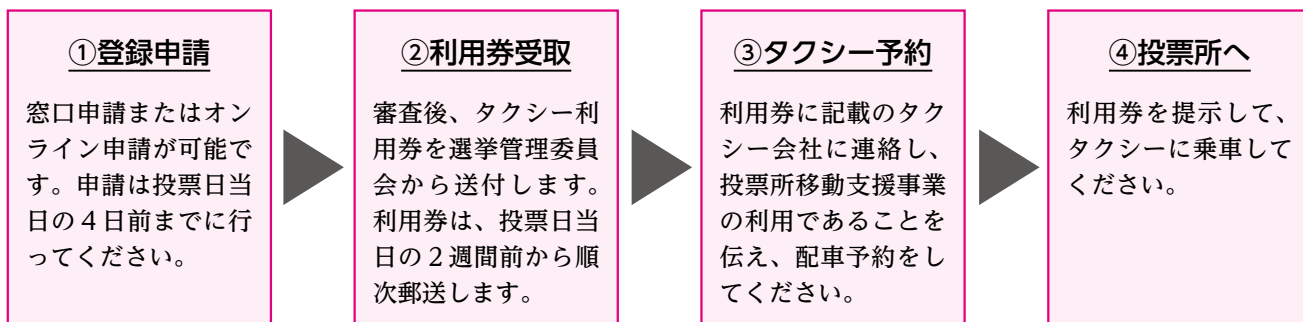 ①登録申請
窓口申請またはオン
ライン申請が可能で
す。申請は投票日当
日の４日前までに行
ってください。
②利用券受取
審査後、タクシー利
用券を選挙管理委員
会から送付します。
利用券は、投票日当
日の２週間前から順
次郵送します。
③タクシー予約
利用券に記載のタク
シー会社に連絡し、
投票所移動支援事業
の利用であることを
伝え、配車予約をし
てください。
④投票所へ
利用券を提示して、
タクシーに乗車して
ください。